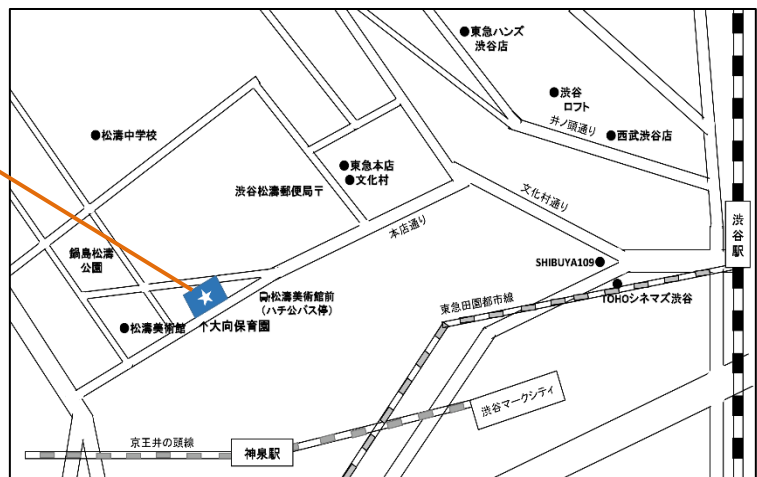 ●東急ハンズ
渋谷店
●渋谷
ロフト
井ノ頭通り
●西武渋谷店
●松濤中学校
●東急本店
●文化村
渋谷松濤郵便局〒
文化村通り
本店通り
渋谷駅
鍋島松濤
公園
SHIBUYA109●
松濤美術館前
(ハチ公バス停)
東急田園都市線
TOHOシネマズ渋谷
●松濤美術館
↑大向保育園
渋谷マークシティ
京王井の頭線
神泉駅